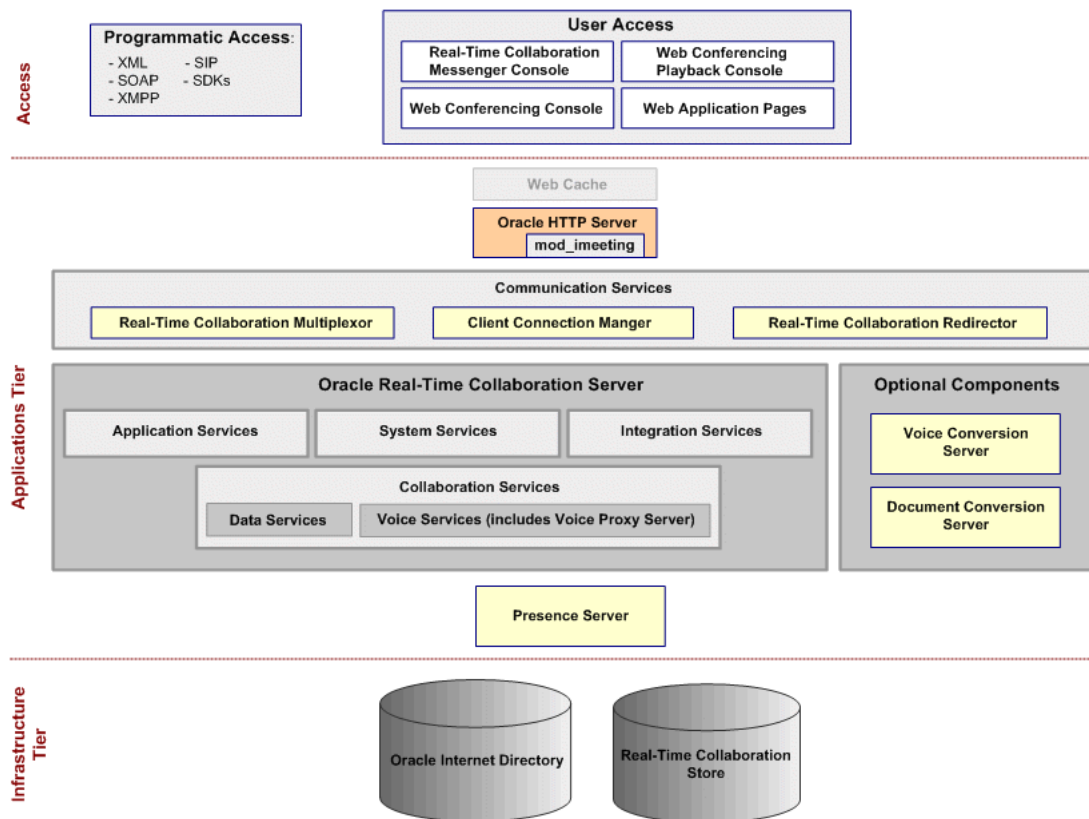 Access
Programmatic Access:
- XML
- SIP
- SOAP
- SDKs
- XMPP
User Access
Real-Time Collaboration
Messenger Console
Web Conferencing
Playback Console
Web Conferencing Console
Web Application Pages
Applications Tier
Web Cache
Oracle HTTP Server
mod_imeeting
Communication Services
Real-Time Collaboration Multiplexor
Client Connection Manger
Real-Time Collaboration Redirector
Oracle Real-Time Collaboration Server
Application Services
System Services
Integration Services
Collaboration Services
Data Services
Voice Services (includes Voice Proxy Server)
Optional Components
Voice Conversion
Server
Document Conversion
Server
Presence Server
Infrastructure
Tier
Oracle Internet Directory
Real-Time Collaboration
Store